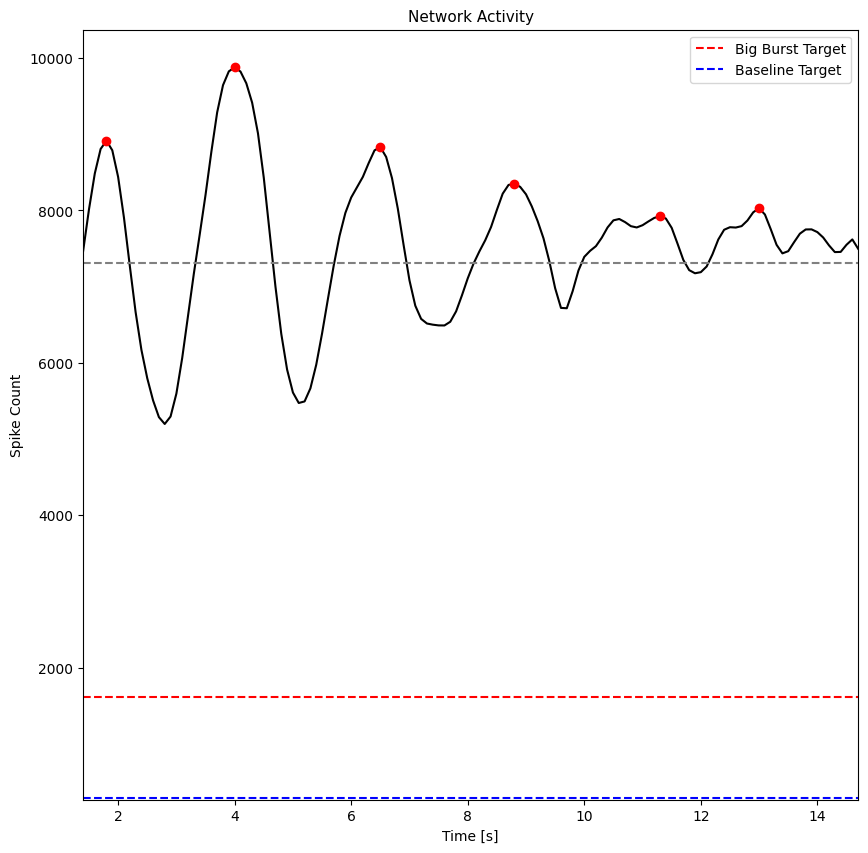 Network Activity
Big Burst Target
Baseline Target
Spike Count
10000
8000
6000
4000
2000
2 4 6 8 10 12 14
Time [s]